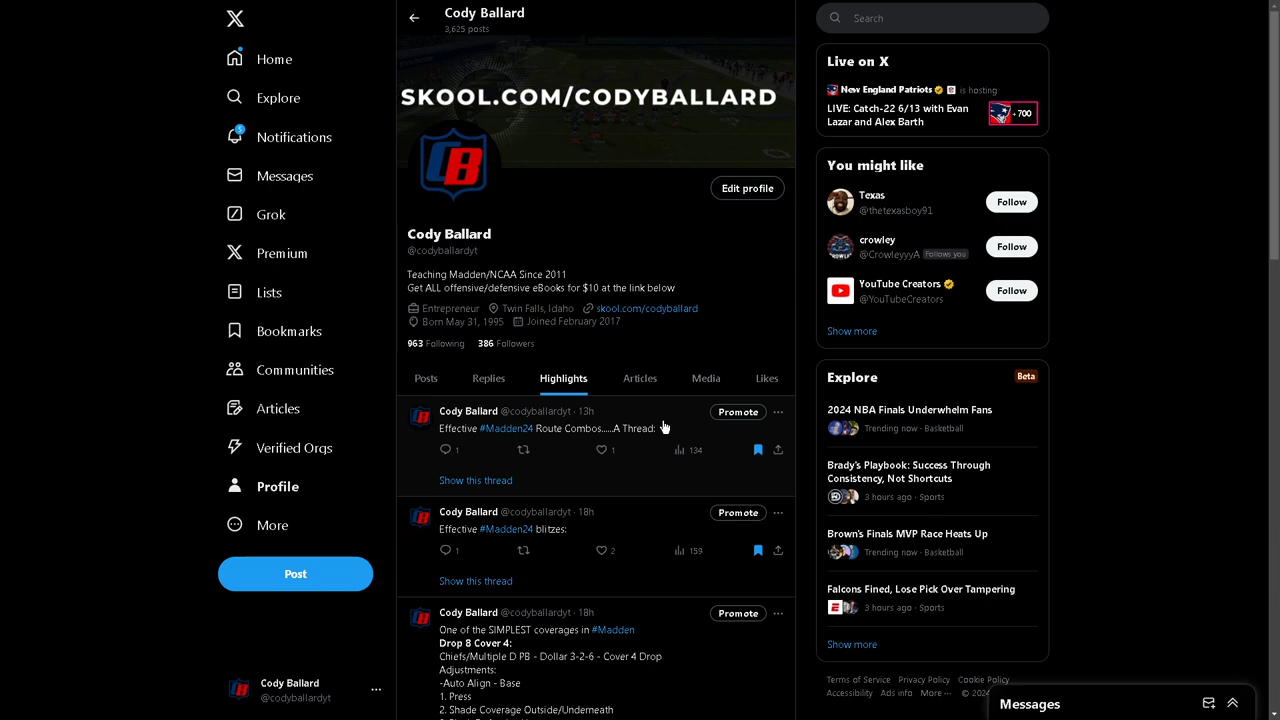 Home
Explore
5
Notifications
Messages
Grok
Premium
Lists
Bookmarks
Communities
Articles
Verified Orgs
Profile
More
Post
Cody Ballard
@codyballardyt
Cody Ballard
3,625 posts
SKOOL.COM/CODYBALLARD
CB
Edit profile
Cody Ballard
@codyballardyt
Teaching Madden/NCAA Since 2011
Get ALL offensive/defensive eBooks for $10 at the link below
Entrepreneur Twin Falls, Idaho skool.com/codyballard
Born May 31, 1995 Joined February 2017
963 Following 386 Followers
Posts Replies Highlights Articles Media Likes
Cody Ballard @codyballardyt · 13h Promote
Effective #Madden24 Route Combos......A Thread:
1 1 134
Show this thread
Cody Ballard @codyballardyt · 18h Promote
Effective #Madden24 blitzes:
1 2 159
Show this thread
Cody Ballard @codyballardyt · 18h Promote
One of the SIMPLEST coverages in #Madden
Drop 8 Cover 4:
Chiefs/Multiple D PB - Dollar 3-2-6 - Cover 4 Drop
Adjustments:
-Auto Align - Base
1. Press
2. Shade Coverage Outside/Underneath
Search
Live on X
New England Patriots is hosting
LIVE: Catch-22 6/13 with Evan
Lazar and Alex Barth
+700
You might like
Texas
@thetexasboy91
Follow
crowley
@CrowleyyyA Follows you
Follow
YouTube Creators
@YouTubeCreators
Follow
Show more
Explore
Beta
2024 NBA Finals Underwhelm Fans
Trending now · Basketball
Brady's Playbook: Success Through
Consistency, Not Shortcuts
3 hours ago · Sports
Brown's Finals MVP Race Heats Up
Trending now · Basketball
Falcons Fined, Lose Pick Over Tampering
3 hours ago · Sports
Show more
Terms of Service Privacy Policy Cookie Policy
Accessibility Ads info More ··· © 2024
Messages